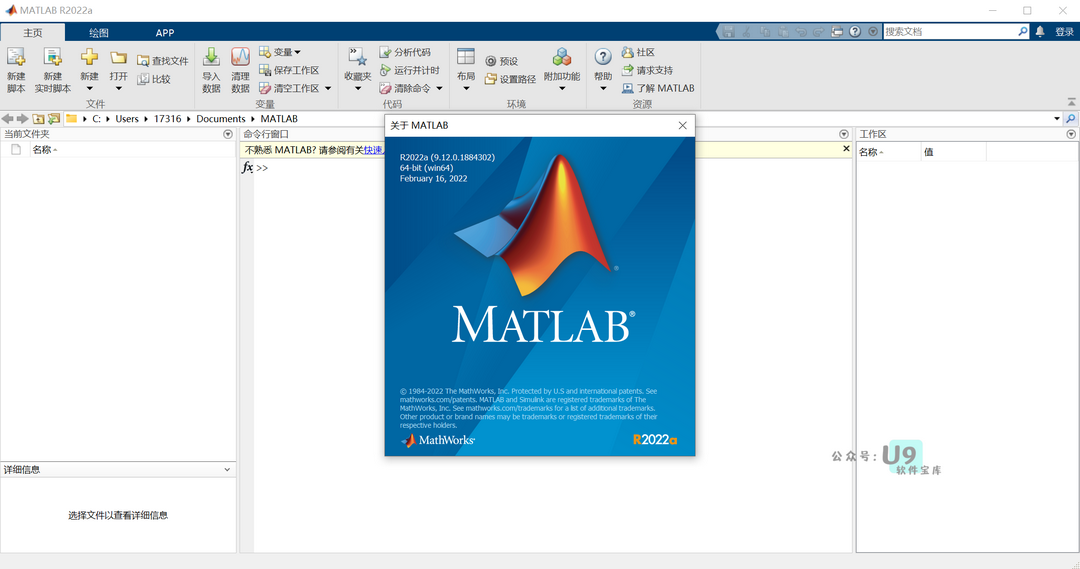 MATLAB R2022a
主页
绘图
APP
搜索文档
登录
新建
脚本
新建
实时脚本
新建
打开
查找文件
比较
文件
导入
数据
清理
数据
变量
保存工作区
清空工作区
变量
收藏夹
分析代码
运行并计时
清除命令
代码
布局
预设
设置路径
附加功能
环境
帮助
社区
请求支持
了解 MATLAB
资源
C: Users 17316 Documents MATLAB
当前文件夹
名称
命令行窗口
不熟悉 MATLAB? 请参阅有关快速
fx >>
工作区
名称
值
关于 MATLAB
R2022a (9.12.0.1884302)
64-bit (win64)
February 16, 2022
MATLAB®
© 1984-2022 The MathWorks, Inc. Protected by U.S and international patents. See
mathworks.com/patents. MATLAB and Simulink are registered trademarks of The
MathWorks, Inc. See mathworks.com/trademarks for a list of additional trademarks.
Other product or brand names may be trademarks or registered trademarks of their
respective holders.
MathWorks®
R2022a
详细信息
选择文件以查看详细信息
公众号：U9
软件宝库